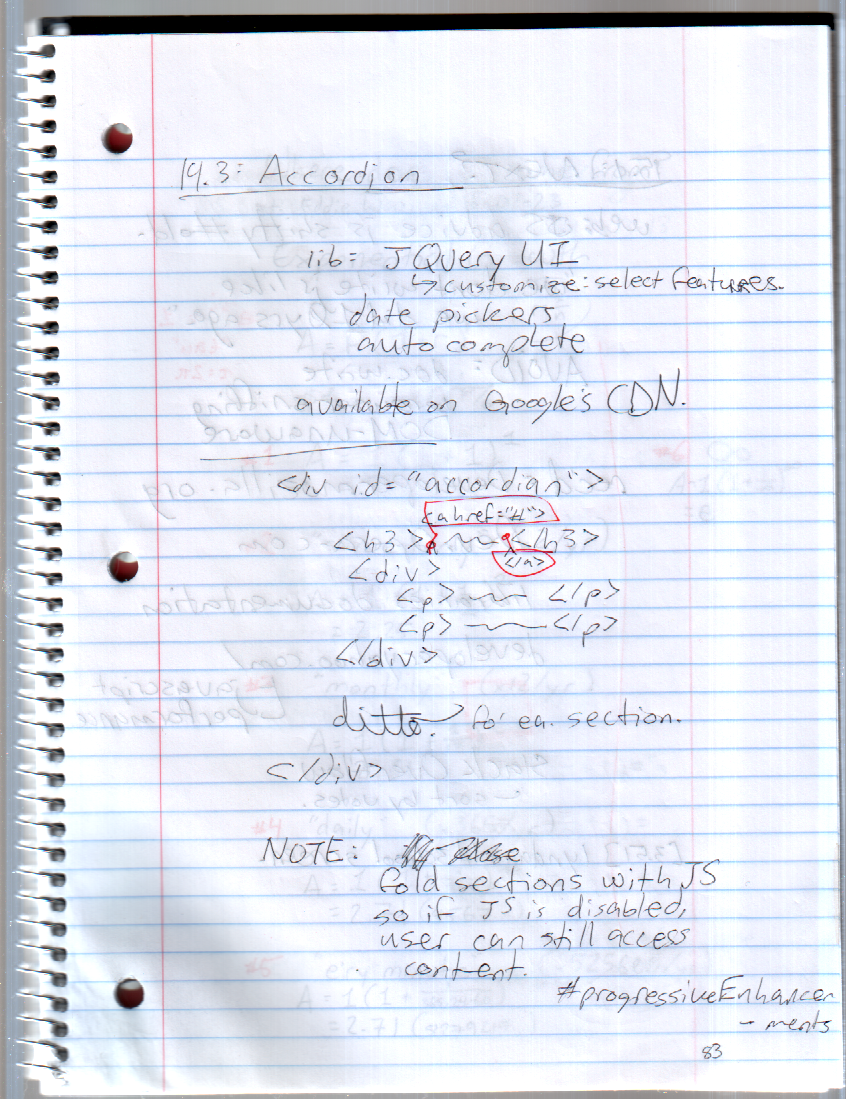 14.3: Accordion
lib= JQuery UI
↳ customize: select features.
date pickers
auto complete
available on Google's CDN.
<div id="accordian">
<a href="#">
<h3> ~~ </h3>
</a>
<div>
<p> ~~ </p>
<p> ~~ </p>
</div>
ditto. for ea. section.
</div>
NOTE:
fold sections with JS
so if JS is disabled,
user can still access
content.
#progressiveEnhancer
- ments
83